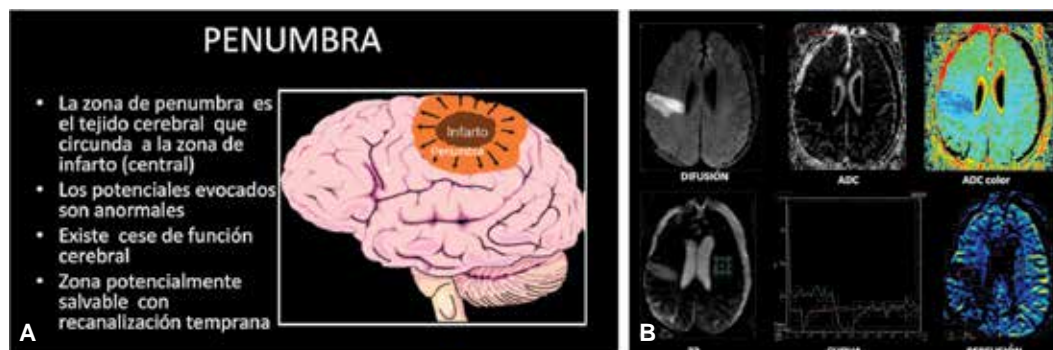 PENUMBRA
• La zona de penumbra es
el tejido cerebral que
circunda a la zona de
infarto (central)
• Los potenciales evocados
son anormales
• Existe cese de función
cerebral
• Zona potencialmente
salvable con
recanalización temprana
Infarto
Penumbra
A
DIFUSIÓN
ADC
ADC color
B